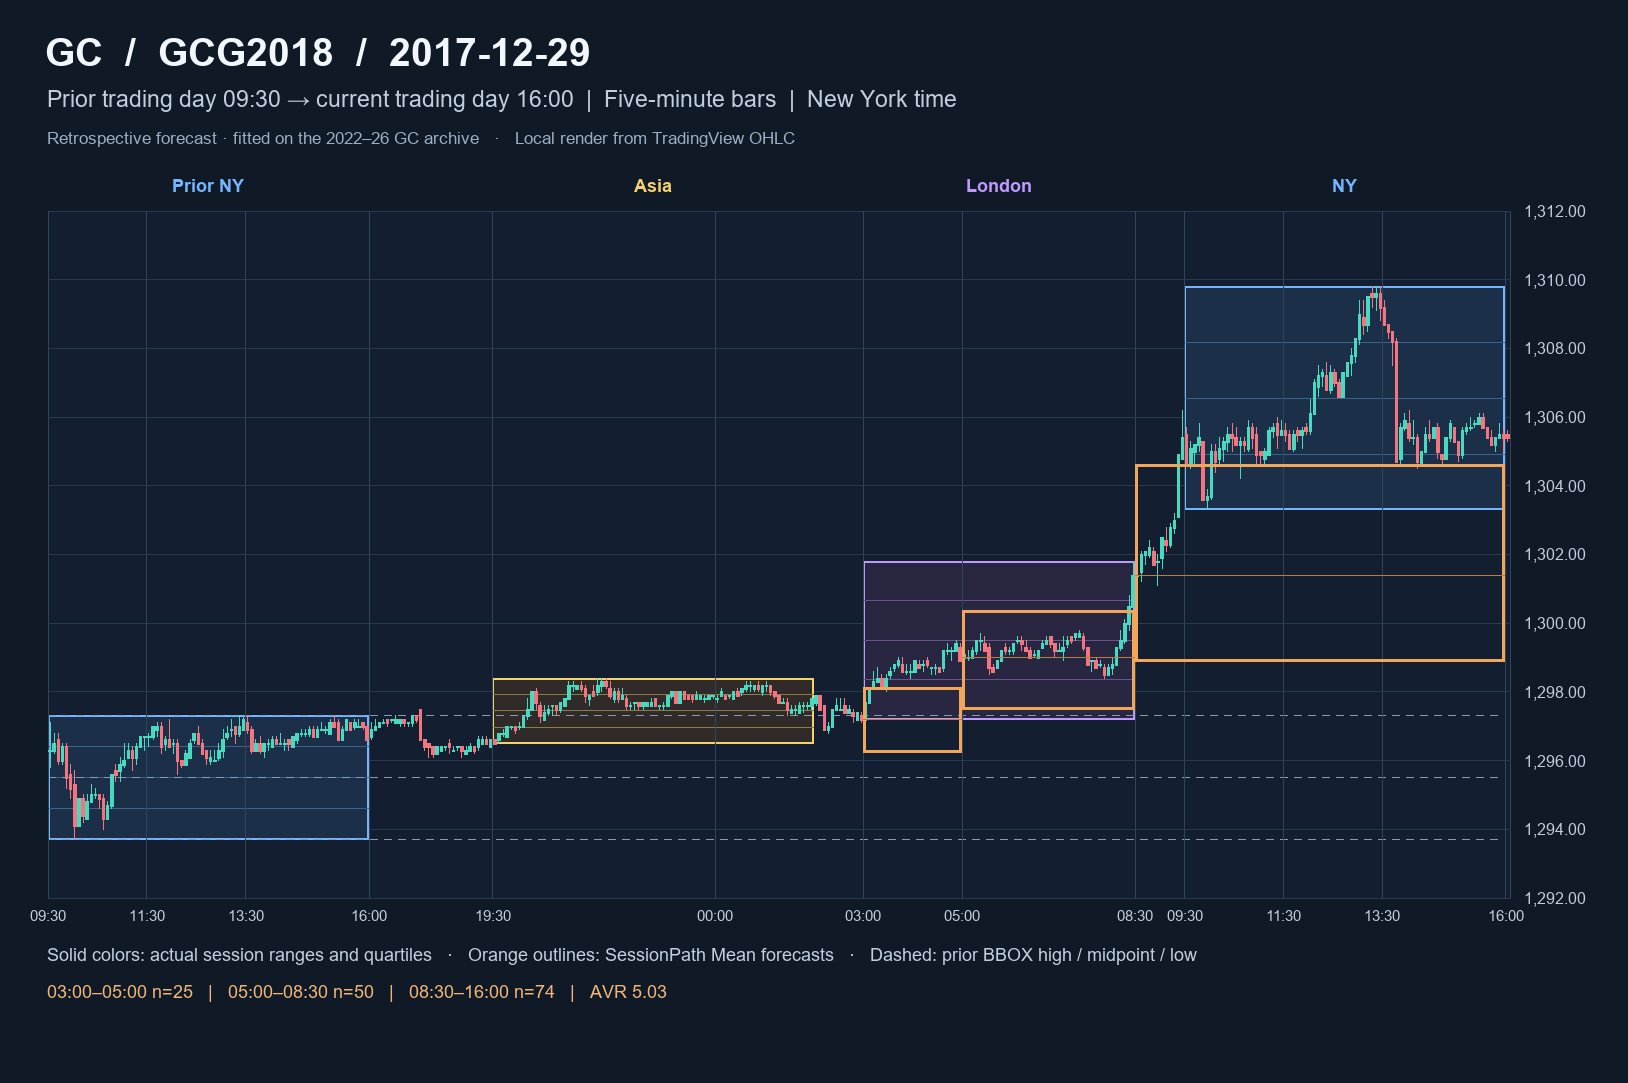 GC / GCG2018 / 2017-12-29
Prior trading day 09:30 → current trading day 16:00 | Five-minute bars | New York time
Retrospective forecast · fitted on the 2022–26 GC archive · Local render from TradingView OHLC
Prior NY Asia London NY
1,312.00
1,310.00
1,308.00
1,306.00
1,304.00
1,302.00
1,300.00
1,298.00
1,296.00
1,294.00
1,292.00
09:30 11:30 13:30 16:00 19:30 00:00 03:00 05:00 08:30 09:30 11:30 13:30 16:00
Solid colors: actual session ranges and quartiles · Orange outlines: SessionPath Mean forecasts · Dashed: prior BBOX high / midpoint / low
03:00–05:00 n=25 | 05:00–08:30 n=50 | 08:30–16:00 n=74 | AVR 5.03